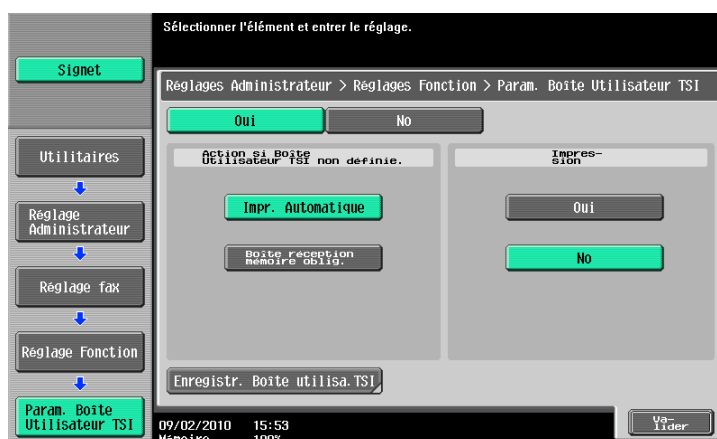 Sélectionner l'élément et entrer le réglage.
Signet
Réglages Administrateur > Réglages Fonction > Param. Boîte Utilisateur TSI
Oui
No
Utilitaires
Réglage
Administrateur
Réglage fax
Réglage Fonction
Param. Boîte
Utilisateur TSI
Action si Boîte
Utilisateur TSI non définie.
Impr. Automatique
Boîte réception
mémoire oblig.
Impres-
sion
Oui
No
Enregistr. Boîte utilisa.TSI
09/02/2010 15:53
Mémoire 100%
Va-
lider